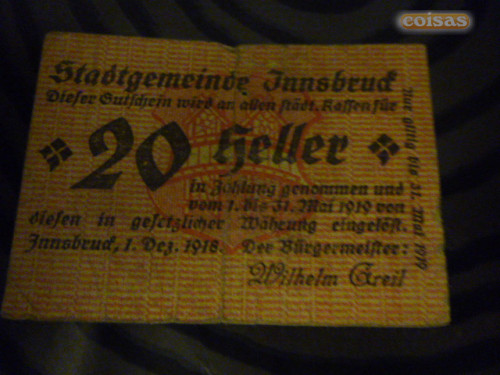 coisas
Stadtgemeinde Innsbruck
Dieser Gutschein wird an allen städt. Kassen für
20 Heller
in Zahlung genommen und
vom 1. bis 31. Mai 1919 von
diesen in gesetzlicher Währung eingelöst.
Innsbruck, 1. Dez. 1918. Der Bürgermeister:
Wilhelm Greil
Nur gültig bis 31. Mai 1919